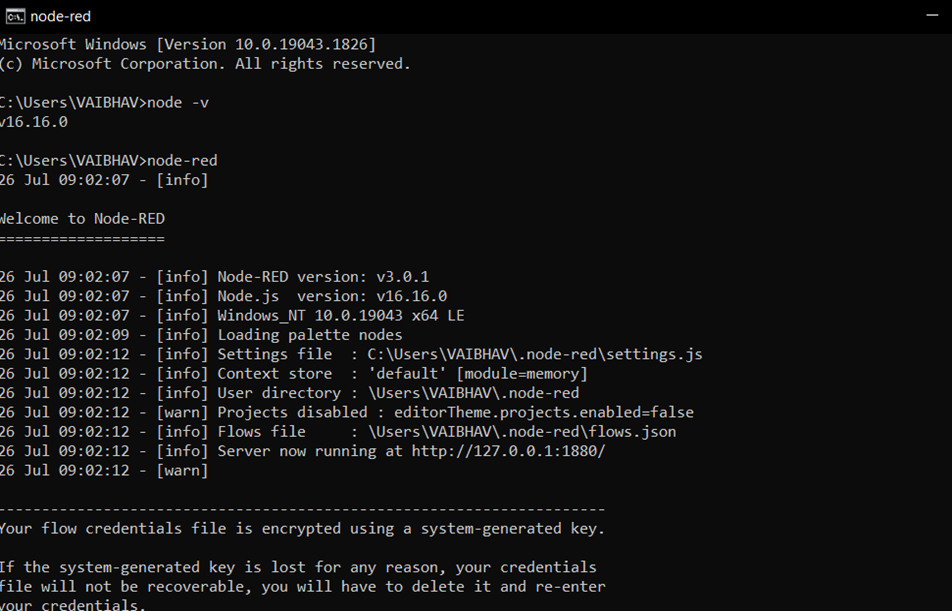 C:\. node-red
Microsoft Windows [Version 10.0.19043.1826]
(c) Microsoft Corporation. All rights reserved.
C:\Users\VAIBHAV>node -v
v16.16.0
C:\Users\VAIBHAV>node-red
26 Jul 09:02:07 - [info]
Welcome to Node-RED
===================
26 Jul 09:02:07 - [info] Node-RED version: v3.0.1
26 Jul 09:02:07 - [info] Node.js  version: v16.16.0
26 Jul 09:02:07 - [info] Windows_NT 10.0.19043 x64 LE
26 Jul 09:02:09 - [info] Loading palette nodes
26 Jul 09:02:12 - [info] Settings file  : C:\Users\VAIBHAV\.node-red\settings.js
26 Jul 09:02:12 - [info] Context store  : 'default' [module=memory]
26 Jul 09:02:12 - [info] User directory : \Users\VAIBHAV\.node-red
26 Jul 09:02:12 - [warn] Projects disabled : editorTheme.projects.enabled=false
26 Jul 09:02:12 - [info] Flows file     : \Users\VAIBHAV\.node-red\flows.json
26 Jul 09:02:12 - [info] Server now running at http://127.0.0.1:1880/
26 Jul 09:02:12 - [warn]
---------------------------------------------------------------------
Your flow credentials file is encrypted using a system-generated key.
If the system-generated key is lost for any reason, your credentials
file will not be recoverable, you will have to delete it and re-enter
your credentials.